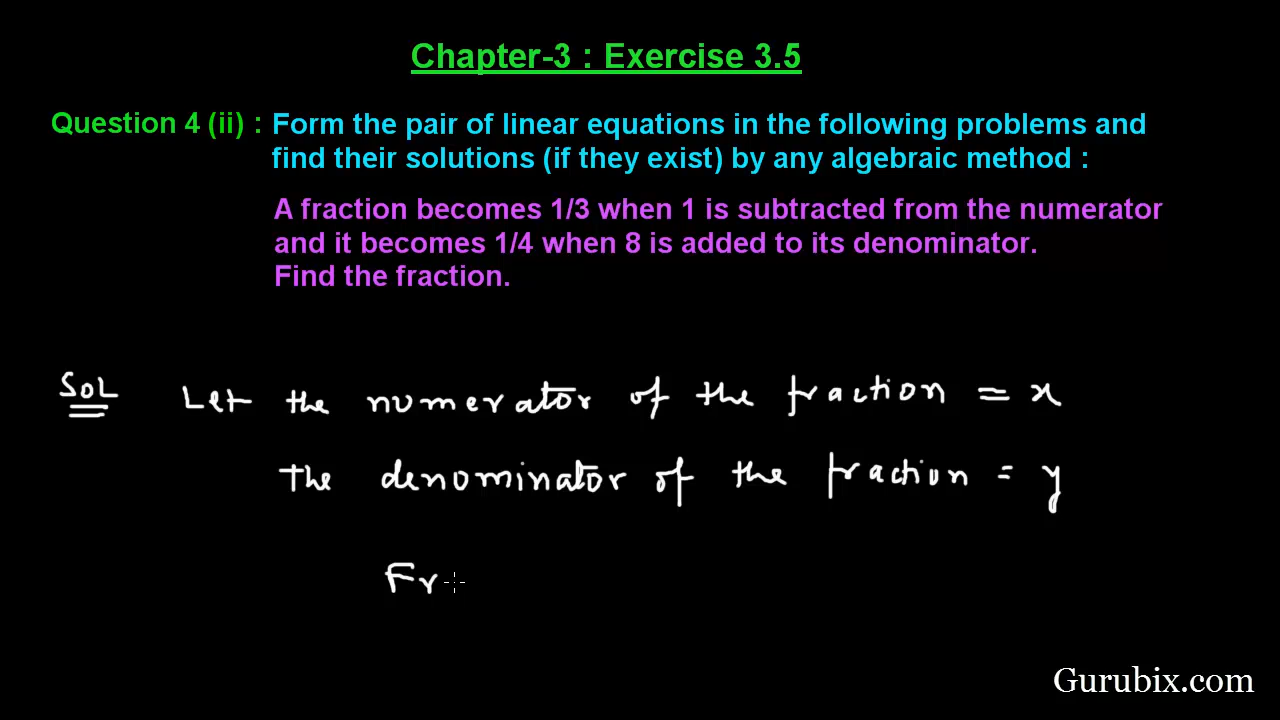 Chapter-3 : Exercise 3.5
Question 4 (ii) : Form the pair of linear equations in the following problems and
find their solutions (if they exist) by any algebraic method :
A fraction becomes 1/3 when 1 is subtracted from the numerator
and it becomes 1/4 when 8 is added to its denominator.
Find the fraction.
SOL Let the numerator of the fraction = x
The denominator of the fraction = y
Fr
Gurubix.com